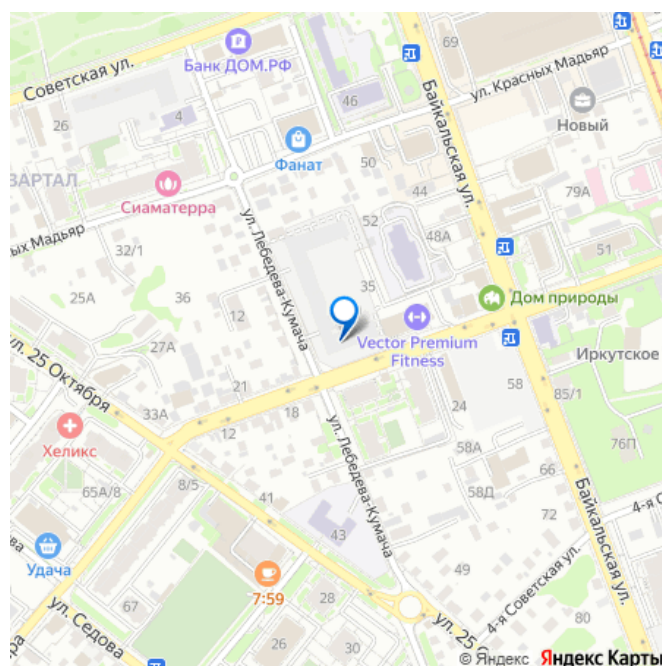 69
Банк ДОМ.РФ
Советская ул.
ул. Красных Мадьяр
Байкальская ул.
26
4
46
Новый
Фанат
50
ВАРТАЛ
Сиаматерра
44
79А
ых Мадьяр
52
48А
51
32/1
ул. Лебедева-Кумача
25А
36
12
35
Дом природы
Vector Premium
Fitness
27А
Иркутское
ул. 25 Октября
21
58
85/1
33А
18
24
Хеликс
12
ул. Лебедева-Кумача
58А
76П
65А/8
8/5
41
58Д
66
Байкальская ул.
43
72
4-я Сов
Удача
49
7:59
4-я Советская ул.
67
28
ул. Седова
ул. 25
30
26
30
© Яндекс Яндекс Карты